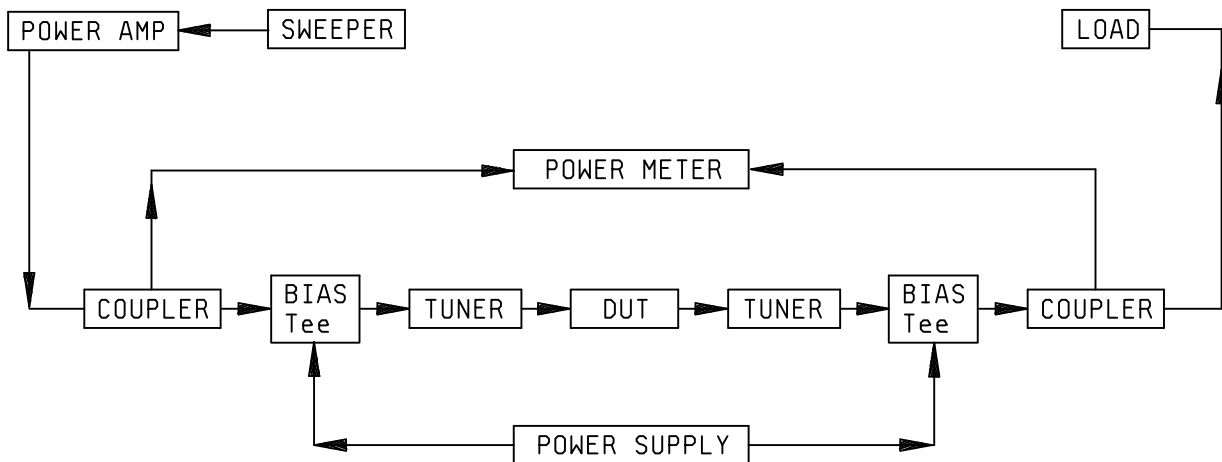 POWER AMP
SWEEPER
LOAD
POWER METER
COUPLER
BIAS
Tee
TUNER
DUT
TUNER
BIAS
Tee
COUPLER
POWER SUPPLY